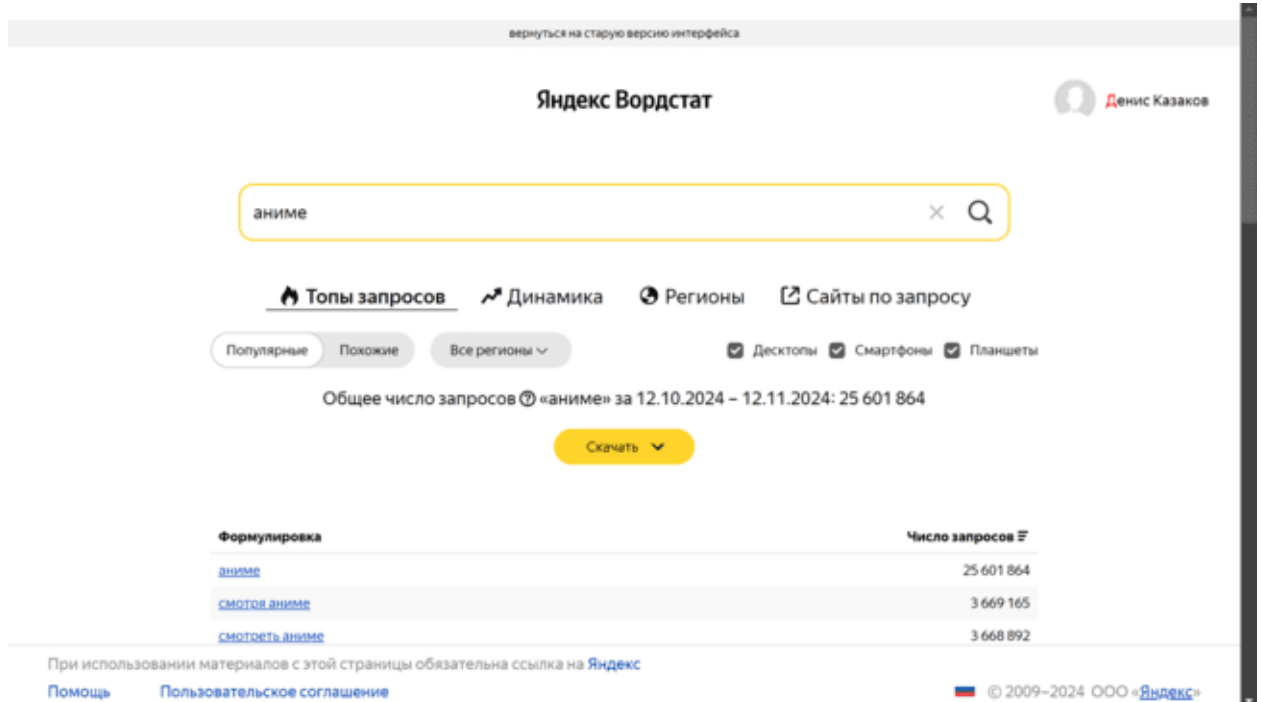 вернуться на старую версию интерфейса
Яндекс Вордстат
Денис Казаков
аниме
Топы запросов Динамика Регионы Сайты по запросу
Популярные Похожие Все регионы Десктопы Смартфоны Планшеты
Общее число запросов «аниме» за 12.10.2024 – 12.11.2024: 25 601 864
Скачать
Формулировка Число запросов
аниме 25 601 864
смотря аниме 3 669 165
смотреть аниме 3 668 892
При использовании материалов с этой страницы обязательна ссылка на Яндекс
Помощь Пользовательское соглашение © 2009–2024 ООО «Яндекс»